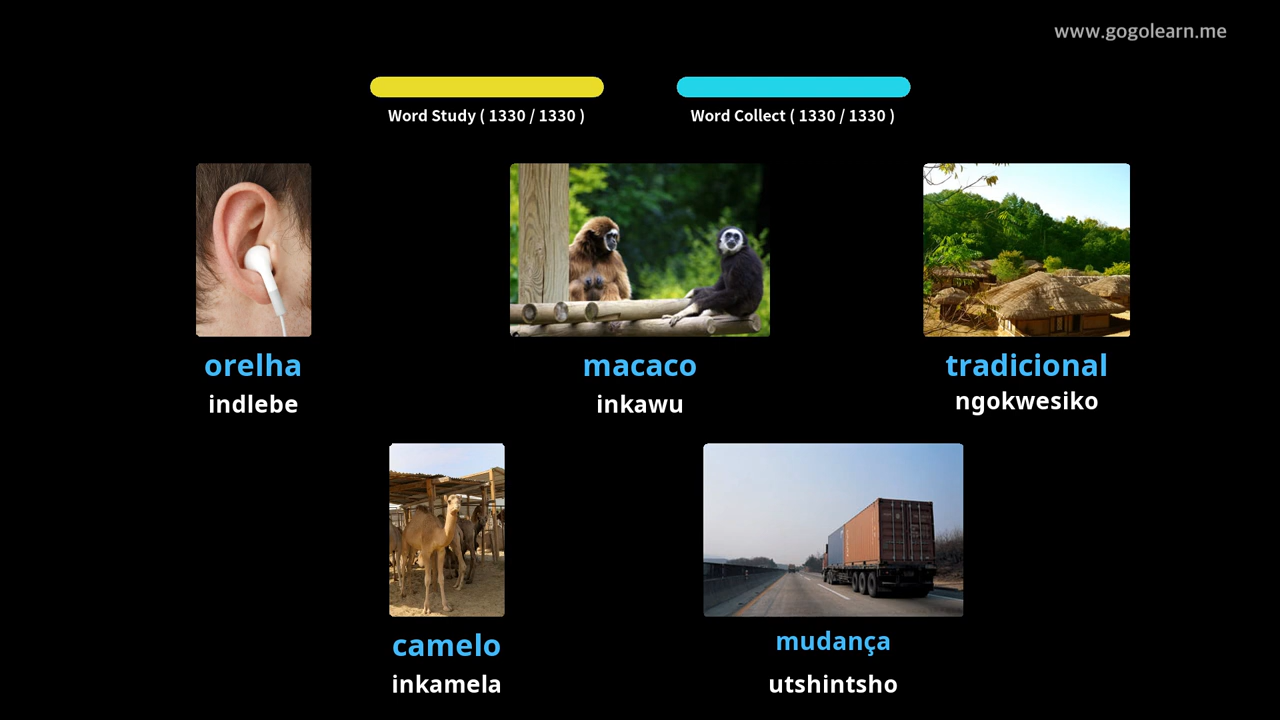 www.gogolearn.me
Word Study ( 1330 / 1330 )
Word Collect ( 1330 / 1330 )
orelha
indlebe
macaco
inkawu
tradicional
ngokwesiko
camelo
inkamela
mudança
utshintsho